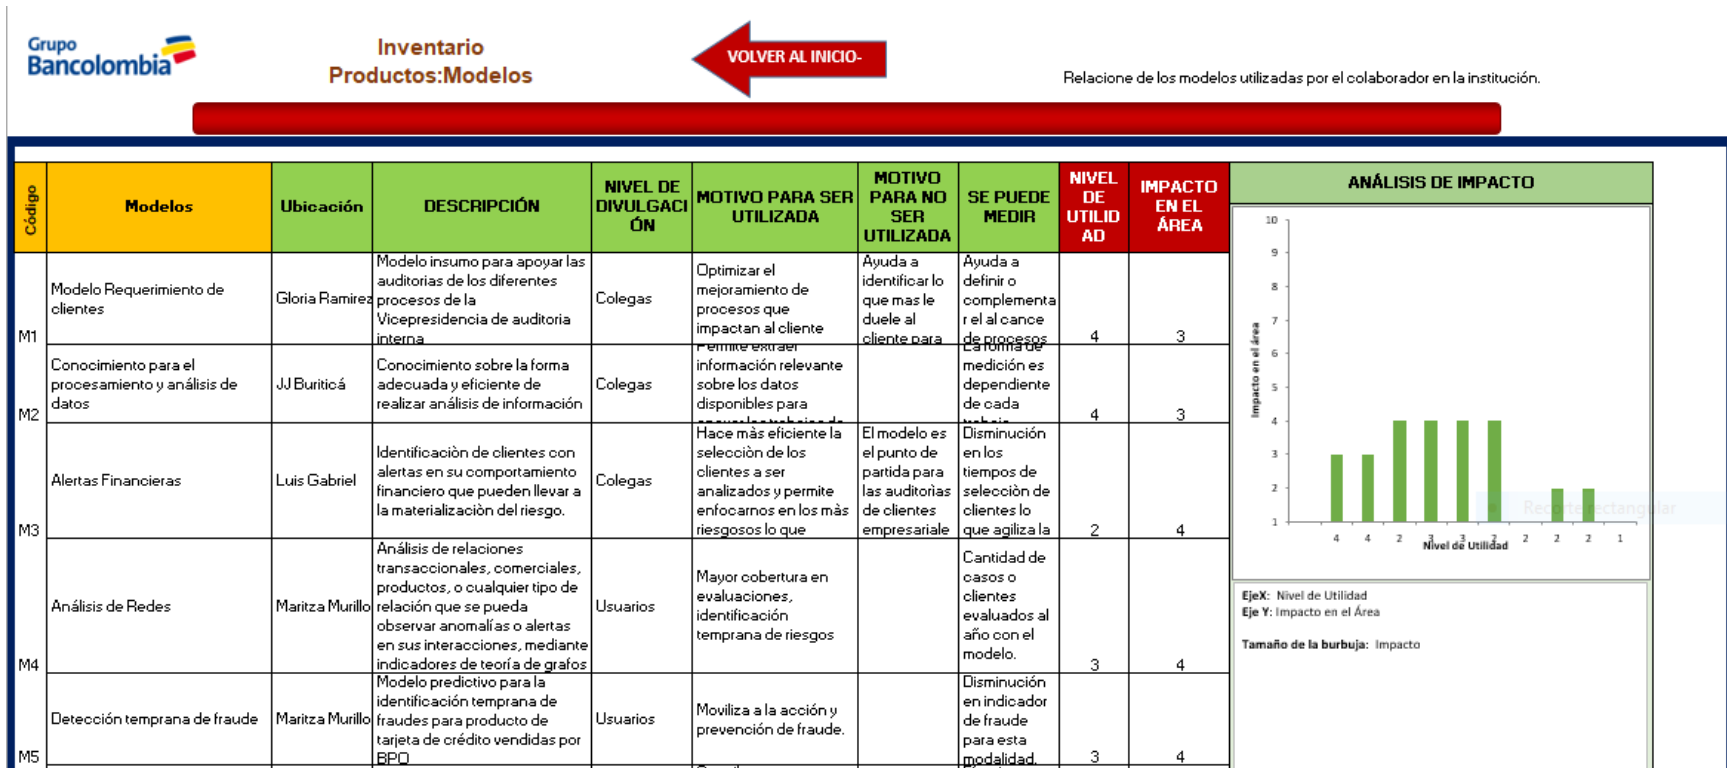 Grupo
Bancolombia
Inventario
Productos:Modelos
VOLVER AL INICIO-
Relacione de los modelos utilizadas por el colaborador en la institución.
Código
Modelos
Ubicación
DESCRIPCIÓN
NIVEL DE
DIVULGACI
ÓN
MOTIVO PARA SER
UTILIZADA
MOTIVO
PARA NO
SER
UTILIZADA
SE PUEDE
MEDIR
NIVEL
DE
UTILID
AD
IMPACTO
EN EL
ÁREA
ANÁLISIS DE IMPACTO
M1
Modelo Requerimiento de
clientes
Gloria Ramirez
Modelo insumo para apoyar las
auditorias de los diferentes
procesos de la
Vicepresidencia de auditoria
interna
Colegas
Optimizar el
mejoramiento de
procesos que
impactan al cliente
Ayuda a
identificar lo
que mas le
duele al
cliente para
Ayuda a
definir o
complementa
r el al cance
de procesos
4
3
M2
Conocimiento para el
procesamiento y análisis de
datos
JJ Buriticá
Conocimiento sobre la forma
adecuada y eficiente de
realizar análisis de información
Colegas
Permite extraer
información relevante
sobre los datos
disponibles para
La forma de
medición es
dependiente
de cada
4
3
M3
Alertas Financieras
Luis Gabriel
Identificaciòn de clientes con
alertas en su comportamiento
financiero que pueden llevar a
la materializaciòn del riesgo.
Colegas
Hace màs eficiente la
selecciòn de los
clientes a ser
analizados y permite
enfocarnos en los màs
riesgosos lo que
El modelo es
el punto de
partida para
las auditorìas
de clientes
empresariale
Disminución
en los
tiempos de
selecciòn de
clientes lo
que agiliza la
2
4
M4
Análisis de Redes
Maritza Murillo
Análisis de relaciones
transaccionales, comerciales,
productos, o cualquier tipo de
relación que se pueda
observar anomalías o alertas
en sus interacciones, mediante
indicadores de teoría de grafos
Usuarios
Mayor cobertura en
evaluaciones,
identificación
temprana de riesgos
Cantidad de
casos o
clientes
evaluados al
año con el
modelo.
3
4
M5
Detección temprana de fraude
Maritza Murillo
Modelo predictivo para la
identificación temprana de
fraudes para producto de
tarjeta de crédito vendidas por
BPO
Usuarios
Moviliza a la acción y
prevención de fraude.
Disminución
en indicador
de fraude
para esta
modalidad.
3
4
10
9
8
7
6
5
4
3
2
1
Impacto en el área
4 4 2 3 3 2 2 2 2 1
Nivel de Utilidad
Recorte rectangular
EjeX: Nivel de Utilidad
Eje Y: Impacto en el Área
Tamaño de la burbuja: Impacto